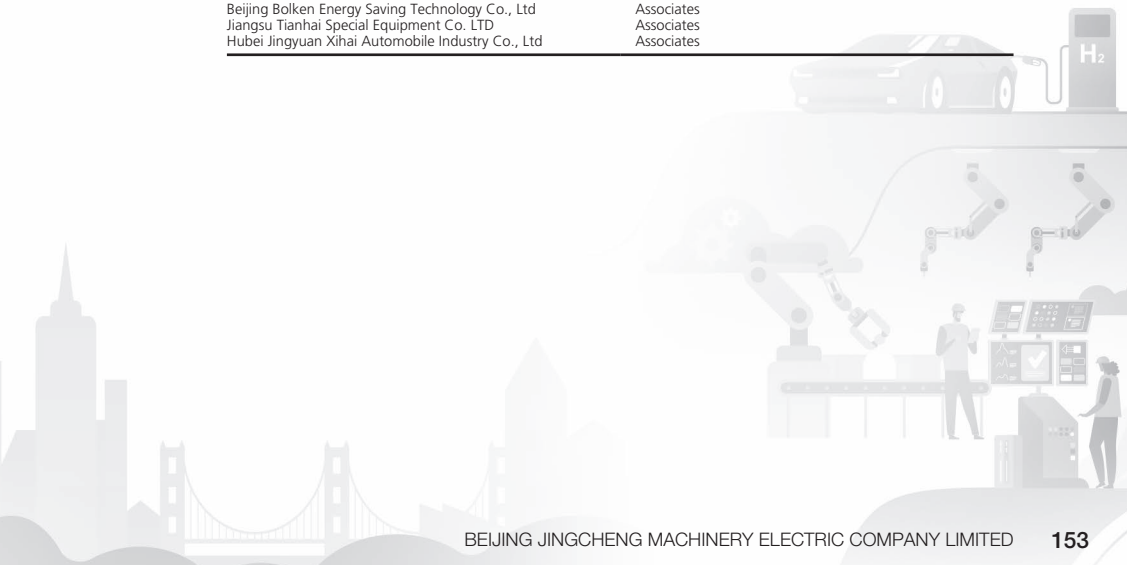 Beijing Bolken Energy Saving Technology Co., Ltd Associates
Jiangsu Tianhai Special Equipment Co. LTD Associates
Hubei Jingyuan Xihai Automobile Industry Co., Ltd Associates
H2
BEIJING JINGCHENG MACHINERY ELECTRIC COMPANY LIMITED 153